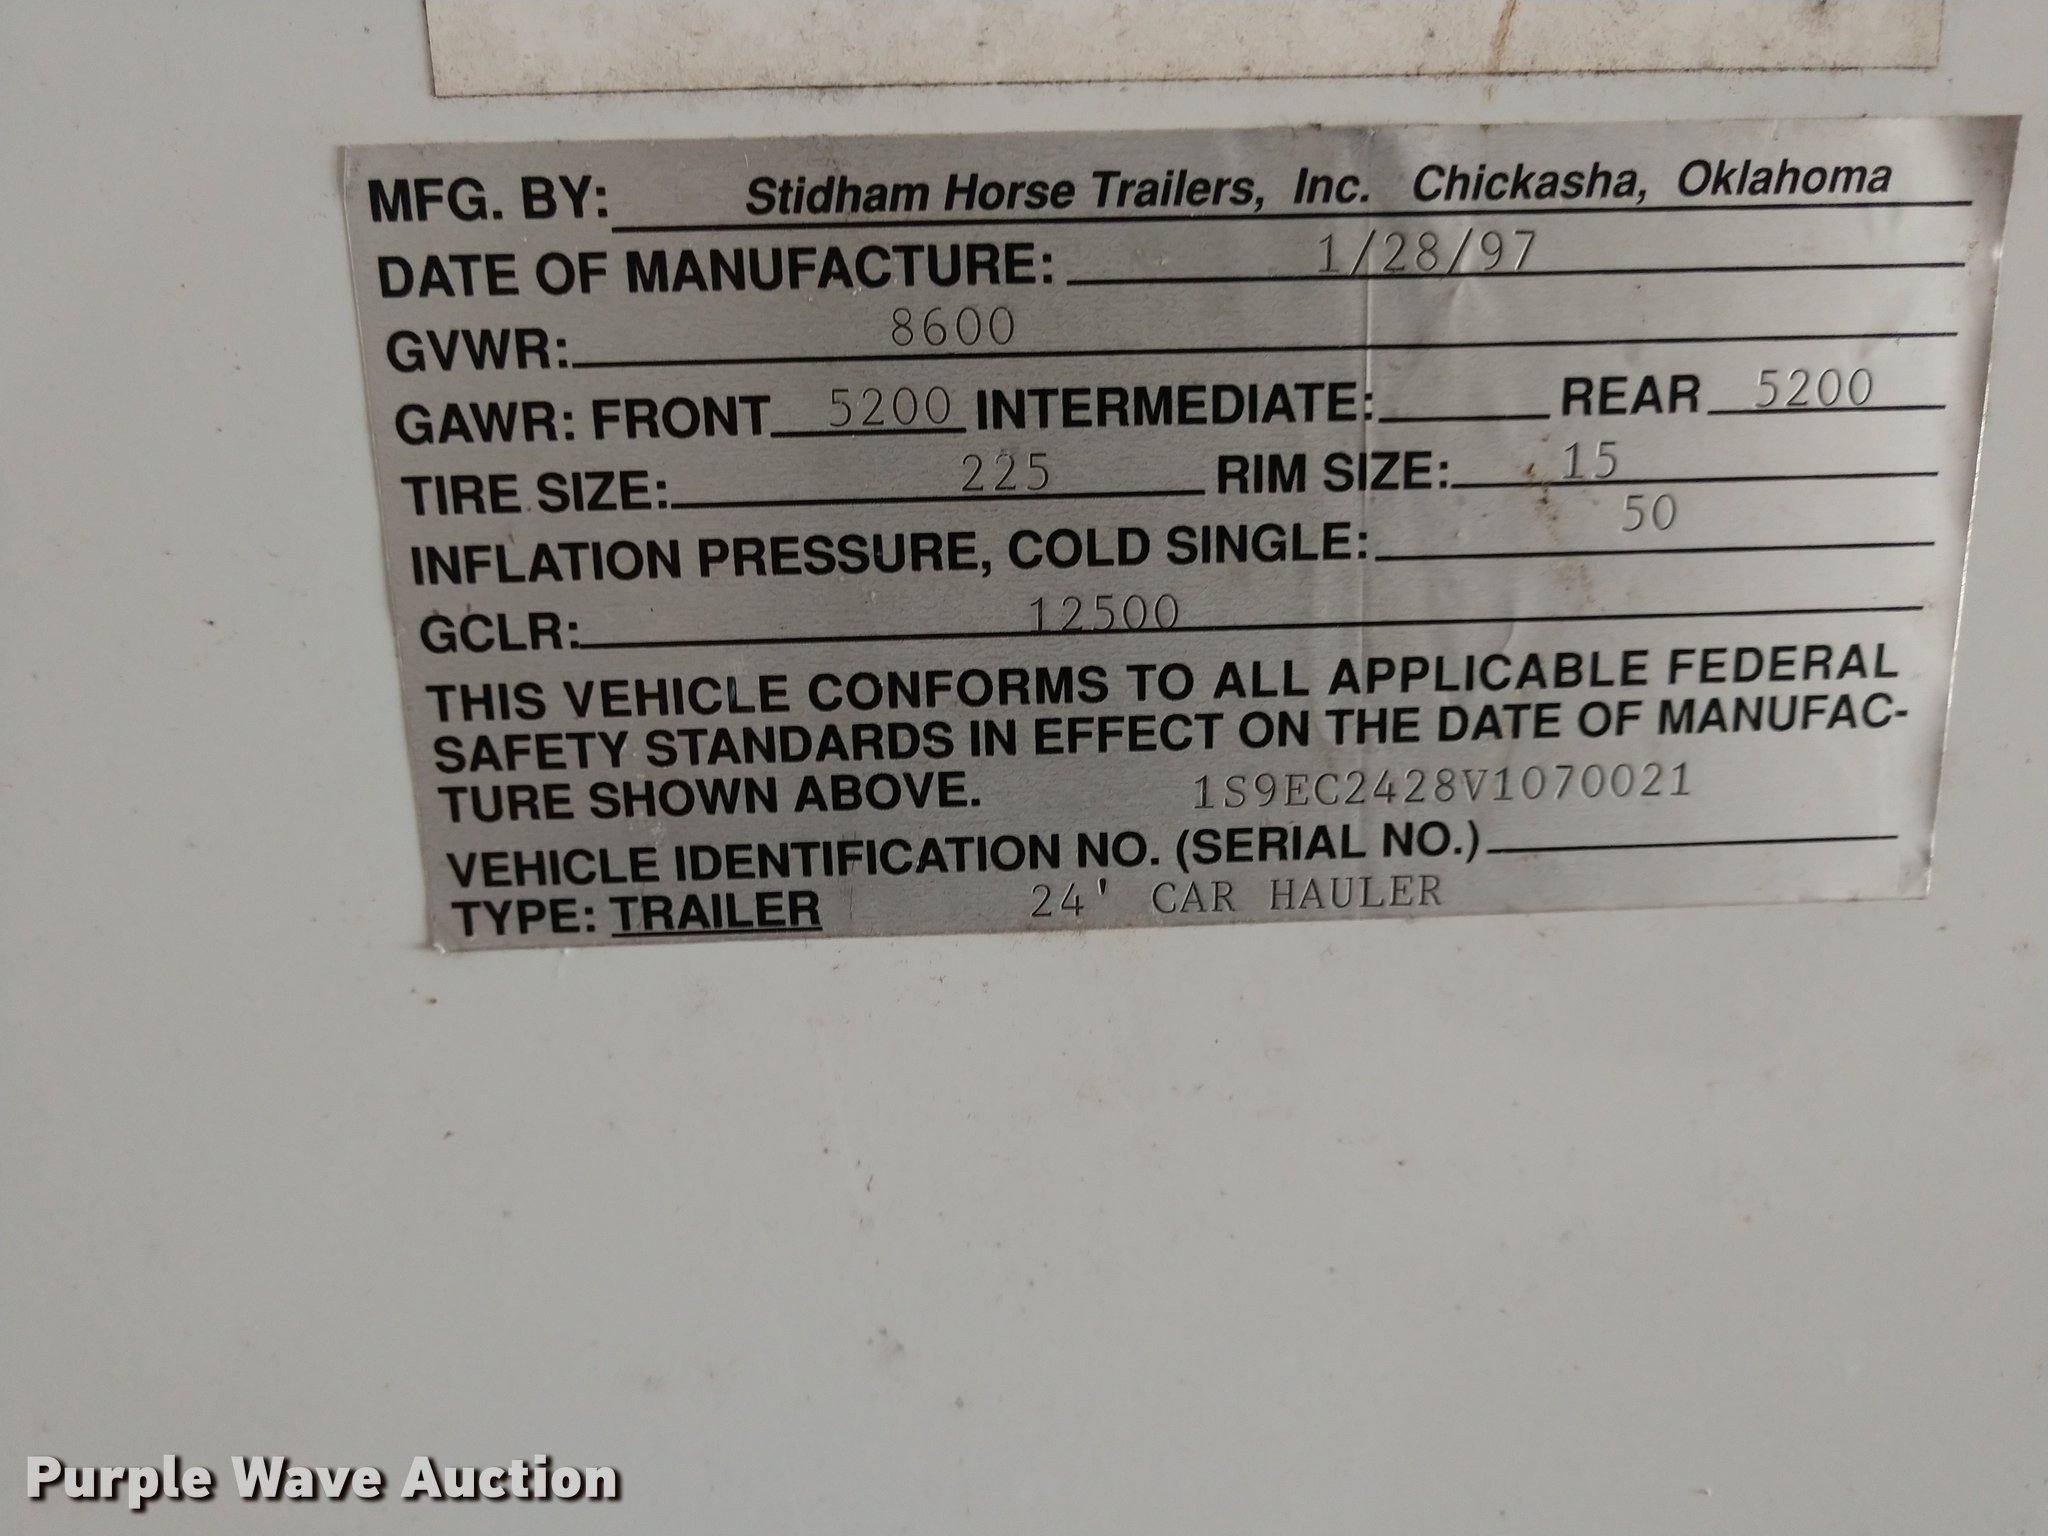 MFG. BY: Stidham Horse Trailers, Inc. Chickasha, Oklahoma
DATE OF MANUFACTURE: 1/28/97
GVWR: 8600
GAWR: FRONT 5200 INTERMEDIATE: REAR 5200
TIRE SIZE: 225 RIM SIZE: 15
INFLATION PRESSURE, COLD SINGLE: 50
GCLR: 12500
THIS VEHICLE CONFORMS TO ALL APPLICABLE FEDERAL
SAFETY STANDARDS IN EFFECT ON THE DATE OF MANUFAC-
TURE SHOWN ABOVE. 1S9EC2428V1070021
VEHICLE IDENTIFICATION NO. (SERIAL NO.)
TYPE: TRAILER 24' CAR HAULER
Purple Wave Auction